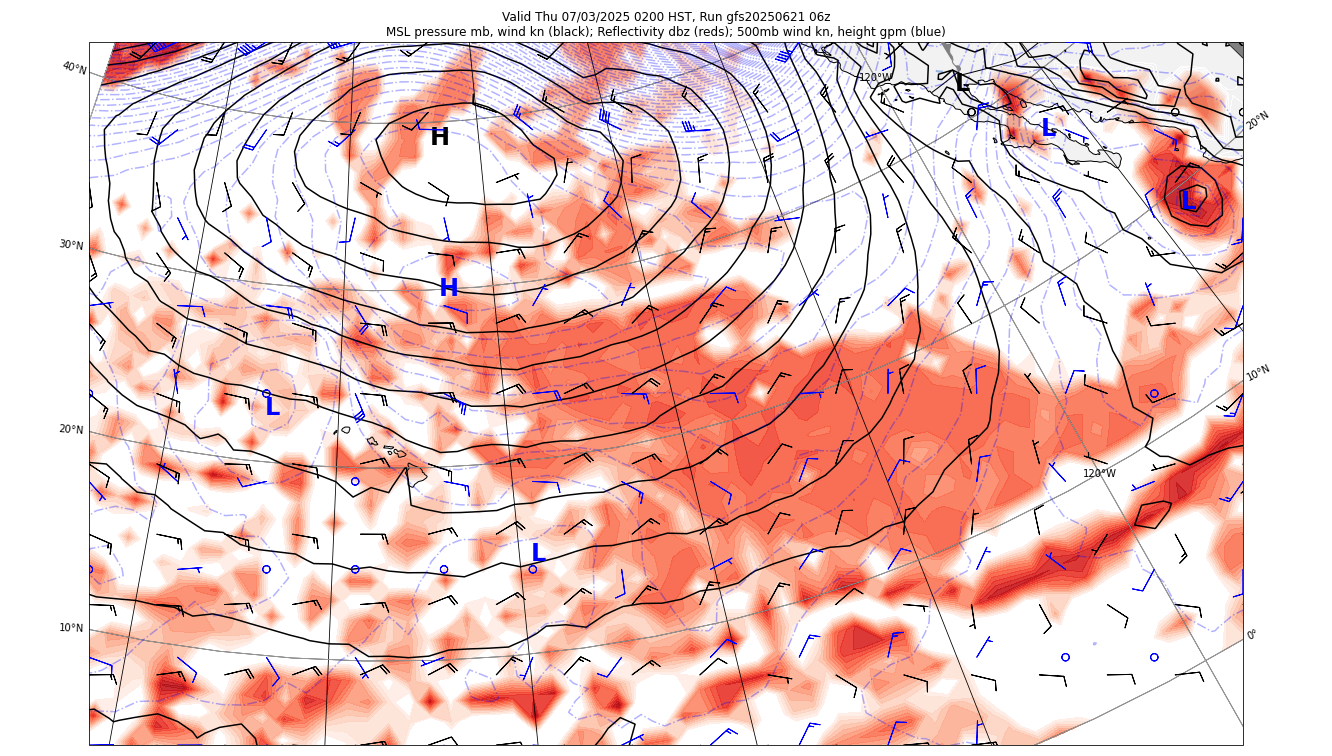 Valid Thu 07/03/2025 0200 HST, Run gfs20250621 06z
MSL pressure mb, wind kn (black); Reflectivity dbz (reds); 500mb wind kn, height gpm (blue)
40°N
120°W
L
20°N
H
L
L
30°N
H
10°N
L
20°N
120°W
L
10°N
0°